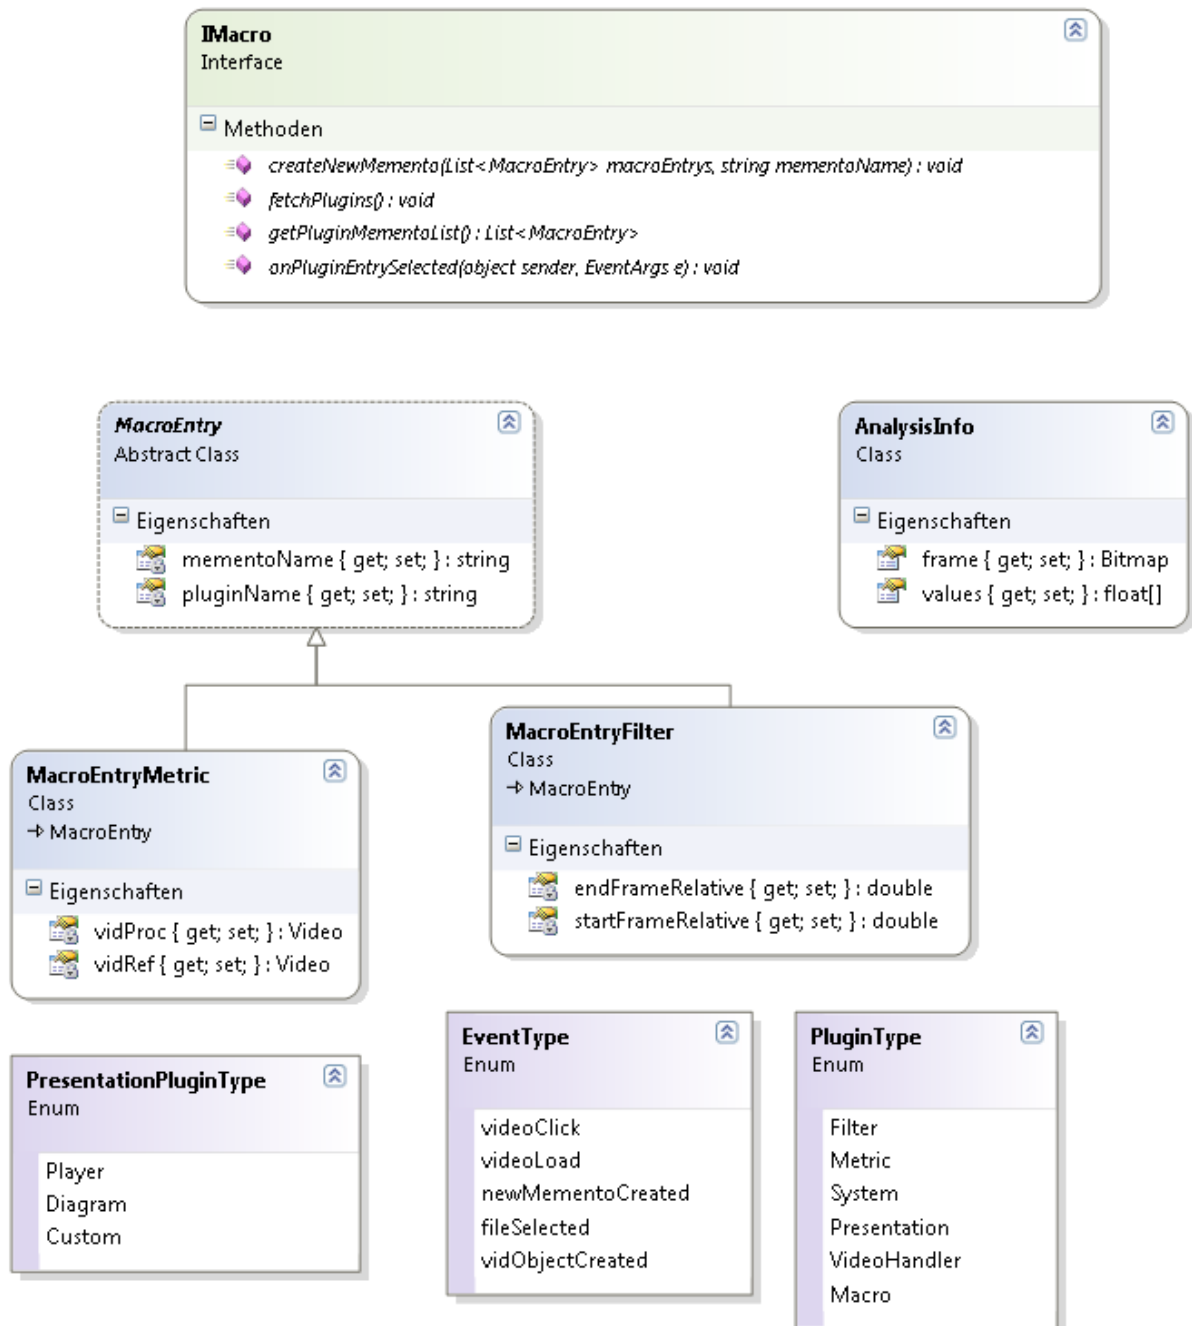 IMacro
Interface
Methoden
createNewMemento(List<MacroEntry> macroEntrys, string mementoName) : void
fetchPlugins() : void
getPluginMementoList() : List<MacroEntry>
onPluginEntrySelected(object sender, EventArgs e) : void
MacroEntry
Abstract Class
Eigenschaften
mementoName { get; set; } : string
pluginName { get; set; } : string
AnalysisInfo
Class
Eigenschaften
frame { get; set; } : Bitmap
values { get; set; } : float[]
MacroEntryMetric
Class
MacroEntry
Eigenschaften
vidProc { get; set; } : Video
vidRef { get; set; } : Video
MacroEntryFilter
Class
MacroEntry
Eigenschaften
endFrameRelative { get; set; } : double
startFrameRelative { get; set; } : double
PresentationPluginType
Enum
Player
Diagram
Custom
EventType
Enum
videoClick
videoLoad
newMementoCreated
fileSelected
vidObjectCreated
PluginType
Enum
Filter
Metric
System
Presentation
VideoHandler
Macro